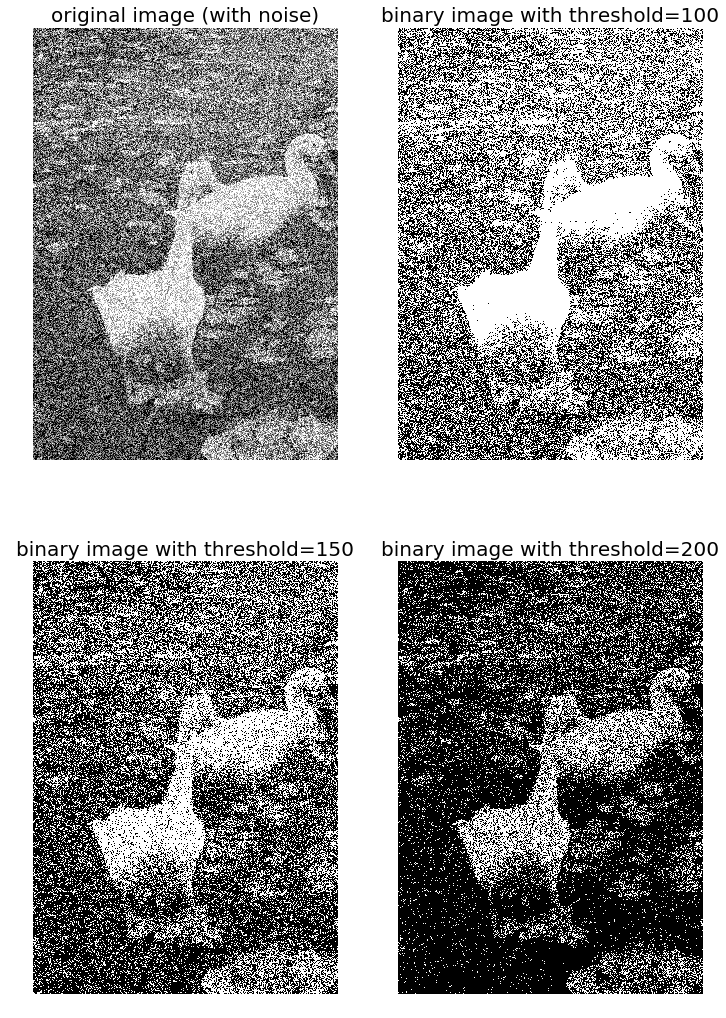 original image (with noise)
binary image with threshold=100
binary image with threshold=150
binary image with threshold=200